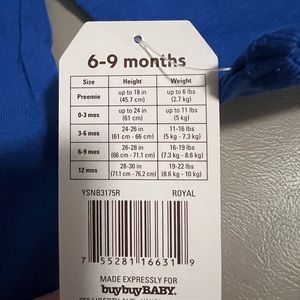 6-9 months
Size Height Weight
Preemie up to 18 in (45.7 cm) up to 6 lbs (2.7 kg)
0-3 mos up to 24 in (61 cm) up to 11 lbs (5 kg)
3-6 mos 24-26 in (61 cm - 66 cm) 11-16 lbs (5 kg - 7.3 kg)
6-9 mos 26-28 in (66 cm - 71.1 cm) 16-19 lbs (7.3 kg - 8.6 kg)
12 mos 28-30 in (71.1 cm - 76.2 cm) 19-22 lbs (8.6 kg - 10 kg)
YSNB3175R ROYAL
7 55281 16631 9
MADE EXPRESSLY FOR
buybuyBABY.